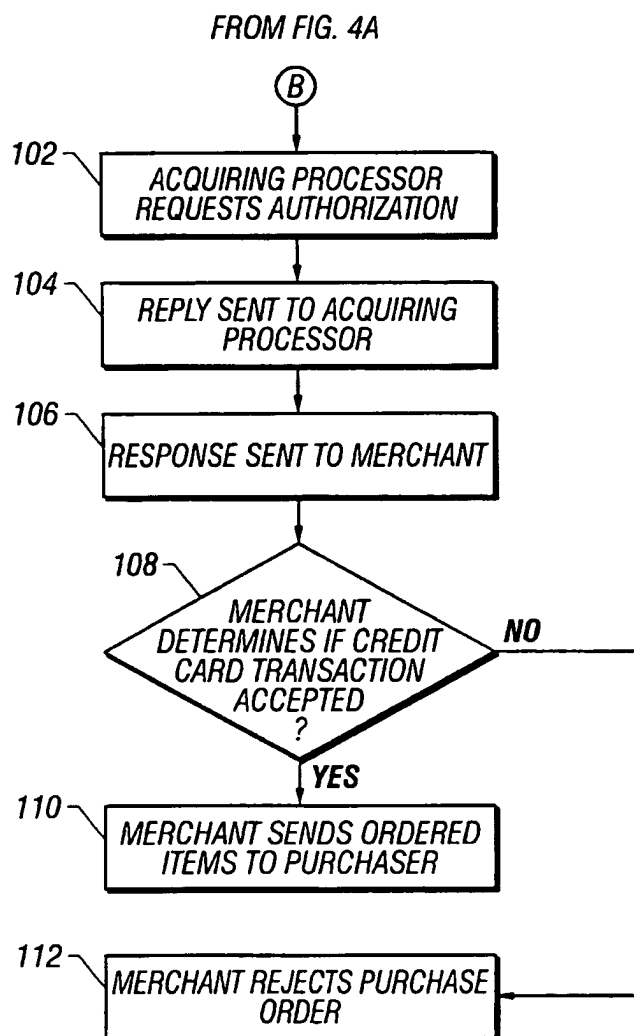 FROM FIG. 4A
B
102
ACQUIRING PROCESSOR
REQUESTS AUTHORIZATION
104
REPLY SENT TO ACQUIRING
PROCESSOR
106
RESPONSE SENT TO MERCHANT
108
MERCHANT
DETERMINES IF CREDIT
CARD TRANSACTION
ACCEPTED
?
NO
YES
110
MERCHANT SENDS ORDERED
ITEMS TO PURCHASER
112
MERCHANT REJECTS PURCHASE
ORDER